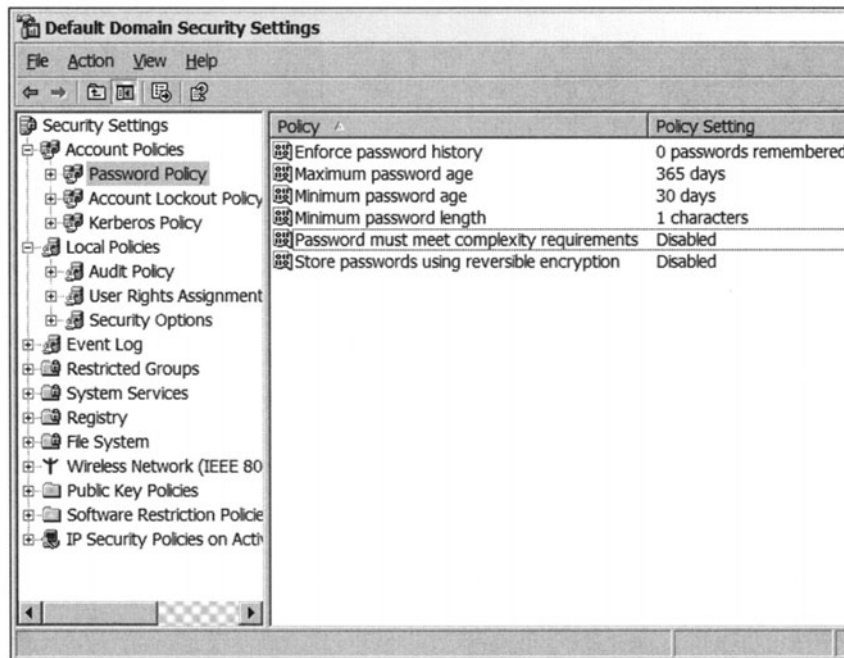 Default Domain Security Settings
File Action View Help
Security Settings
Account Policies
Password Policy
Account Lockout Policy
Kerberos Policy
Local Policies
Audit Policy
User Rights Assignment
Security Options
Event Log
Restricted Groups
System Services
Registry
File System
Wireless Network (IEEE 80
Public Key Policies
Software Restriction Policie
IP Security Policies on Acti
Policy Policy Setting
Enforce password history 0 passwords remembered
Maximum password age 365 days
Minimum password age 30 days
Minimum password length 1 characters
Password must meet complexity requirements Disabled
Store passwords using reversible encryption Disabled